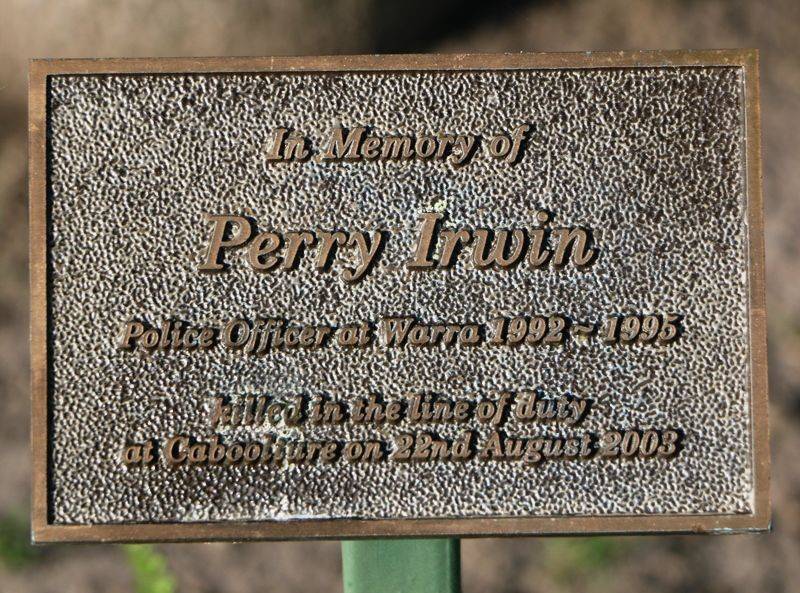 In Memory of
Perry Irwin
Police Officer at Warra 1992 ~ 1995
killed in the line of duty
at Caboolture on 22nd August 2003